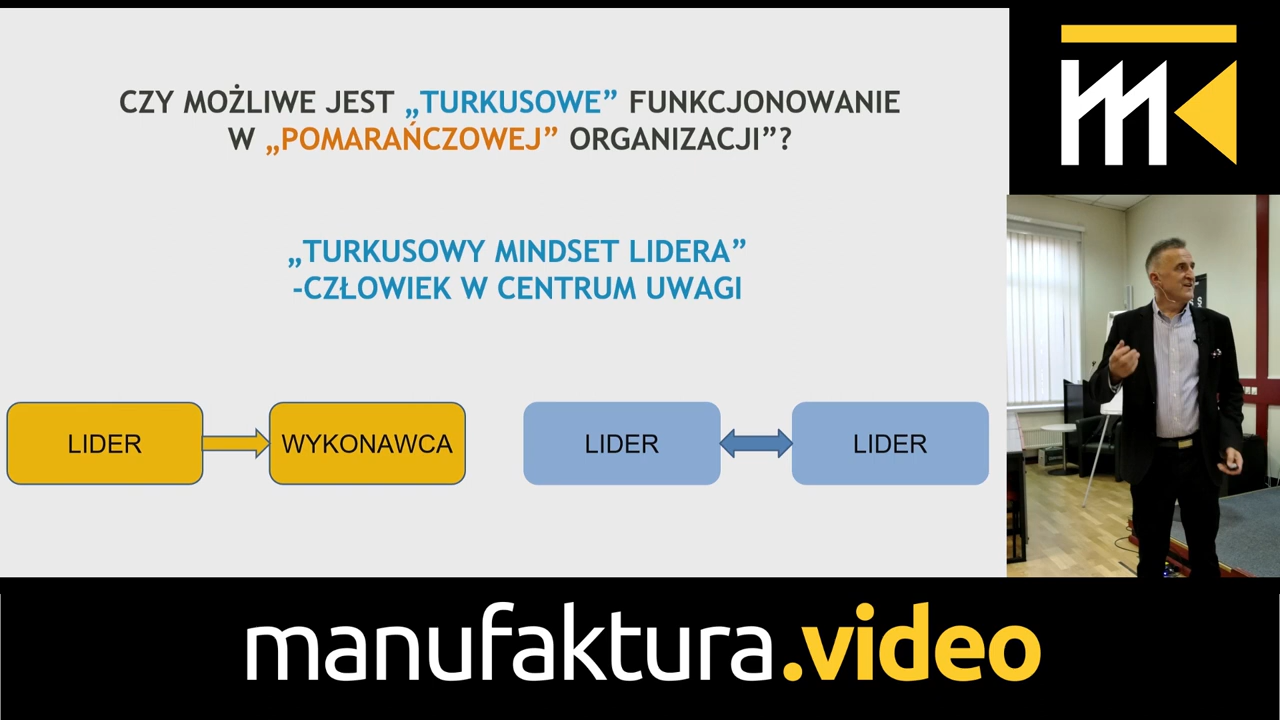 CZY MOŻLIWE JEST „TURKUSOWE” FUNKCJONOWANIE
W „POMARAŃCZOWEJ” ORGANIZACJI”?
„TURKUSOWY MINDSET LIDERA”
-CZŁOWIEK W CENTRUM UWAGI
LIDER
WYKONAWCA
LIDER
LIDER
manufaktura.video